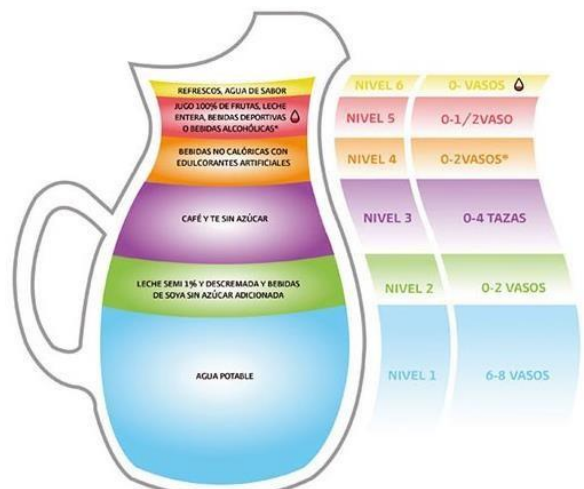 REFRESCOS, AGUA DE SABOR
NIVEL 6
0- VASOS
JUGO 100% DE FRUTAS, LECHE
ENTERA, BEBIDAS DEPORTIVAS
O BEBIDAS ALCOHÓLICAS*
NIVEL 5
0-1/2VASO
BEBIDAS NO CALÓRICAS CON
EDULCORANTES ARTIFICIALES
NIVEL 4
0-2VASOS*
CAFÉ Y TE SIN AZÚCAR
NIVEL 3
0-4 TAZAS
LECHE SEMI 1% Y DESCREMADA Y BEBIDAS
DE SOYA SIN AZÚCAR ADICIONADA
NIVEL 2
0-2 VASOS
AGUA POTABLE
NIVEL 1
6-8 VASOS